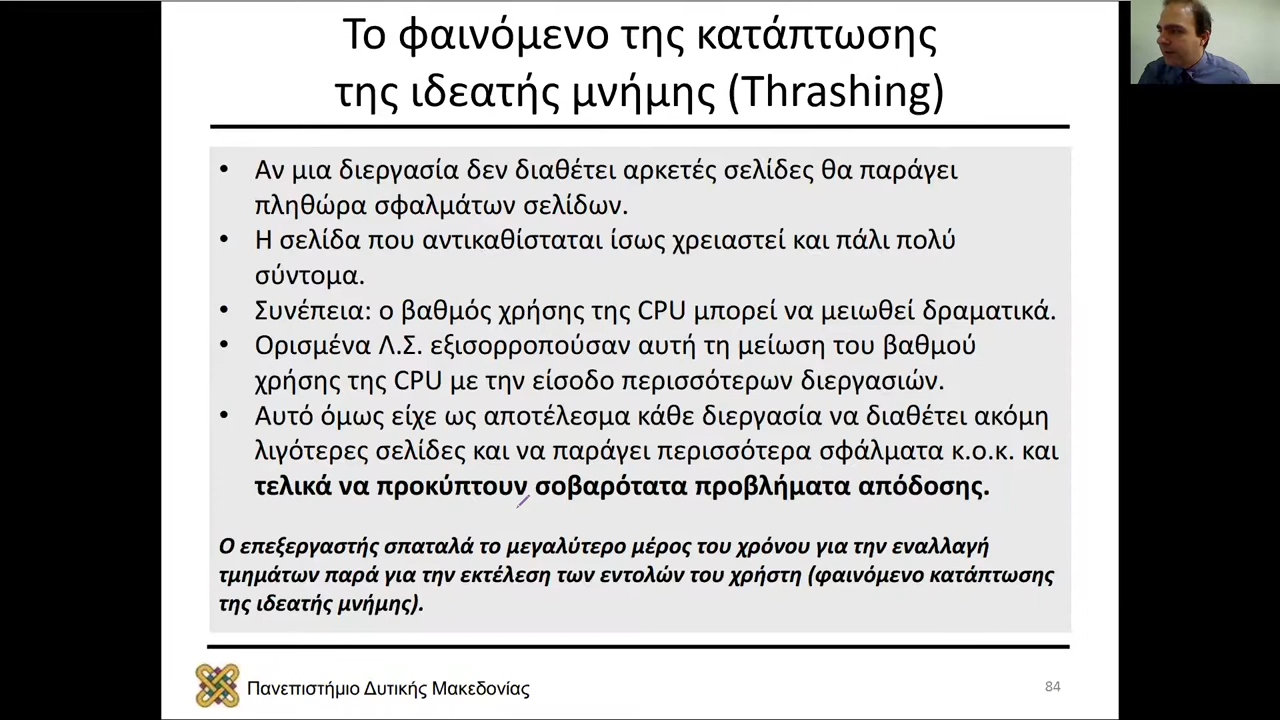 Το φαινόμενο της κατάπτωσης
της ιδεατής μνήμης (Thrashing)
• Αν μια διεργασία δεν διαθέτει αρκετές σελίδες θα παράγει
πληθώρα σφαλμάτων σελίδων.
• Η σελίδα που αντικαθίσταται ίσως χρειαστεί και πάλι πολύ
σύντομα.
• Συνέπεια: ο βαθμός χρήσης της CPU μπορεί να μειωθεί δραματικά.
• Ορισμένα Λ.Σ. εξισορροπούσαν αυτή τη μείωση του βαθμού
χρήσης της CPU με την είσοδο περισσότερων διεργασιών.
• Αυτό όμως είχε ως αποτέλεσμα κάθε διεργασία να διαθέτει ακόμη
λιγότερες σελίδες και να παράγει περισσότερα σφάλματα κ.ο.κ. και
τελικά να προκύπτουν σοβαρότατα προβλήματα απόδοσης.
Ο επεξεργαστής σπαταλά το μεγαλύτερο μέρος του χρόνου για την εναλλαγή
τμημάτων παρά για την εκτέλεση των εντολών του χρήστη (φαινόμενο κατάπτωσης
της ιδεατής μνήμης).
Πανεπιστήμιο Δυτικής Μακεδονίας
84